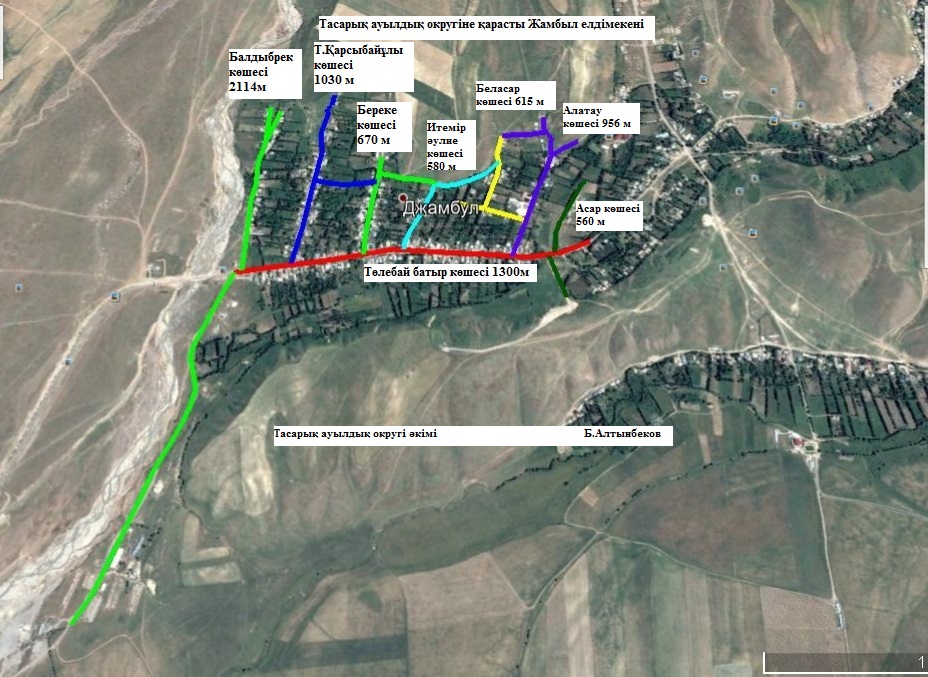 Тасарық ауылдық округіне қарасты Жамбыл елдімекені
Балдыбрек
көшесі
2114м
Т.Қарсыбайұлы
көшесі
1030 м
Береке
көшесі
670 м
Итемір
әулие
көшесі
580 м
Беласар
көшесі 615 м
Алатау
көшесі 956 м
Джамбул
Асар көшесі
560 м
Төлебай батыр көшесі 1300м
Тасарық ауылдық округі әкімі Б.Алтынбеков
1